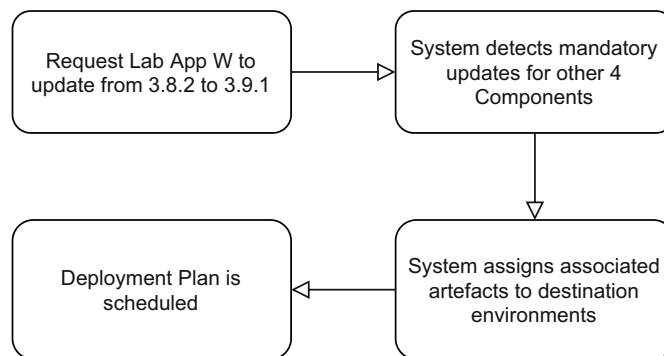 Request Lab App W to
update from 3.8.2 to 3.9.1
System detects mandatory
updates for other 4
Components
System assigns associated
artefacts to destination
environments
Deployment Plan is
scheduled